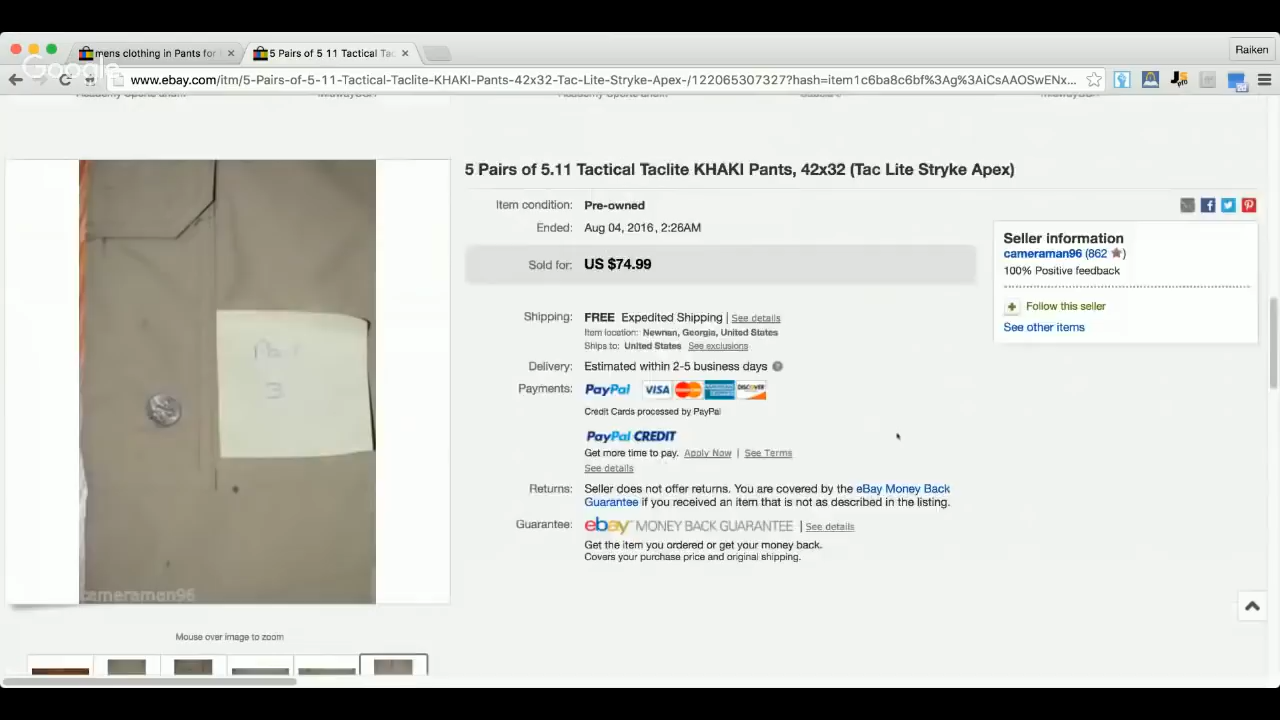 Google
mens clothing in Pants for
5 Pairs of 5 11 Tactical Tac
Raiken
www.ebay.com/itm/5-Pairs-of-5-11-Tactical-Taclite-KHAKI-Pants-42x32-Tac-Lite-Stryke-Apex-/122065307327?hash=item1c6ba8c6bf%3Ag%3AiCsAAOSwENx...
5 Pairs of 5.11 Tactical Taclite KHAKI Pants, 42x32 (Tac Lite Stryke Apex)
Item condition: Pre-owned
Ended: Aug 04, 2016 , 2:26AM
Sold for: US $74.99
Shipping: FREE Expedited Shipping | See details
Item location: Newnan, Georgia, United States
Ships to: United States See exclusions
Delivery: Estimated within 2-5 business days
Payments: PayPal VISA MasterCard AMERICAN EXPRESS DISCOVER
Credit Cards processed by PayPal
PayPal CREDIT
Get more time to pay. Apply Now | See Terms
See details
Returns: Seller does not offer returns. You are covered by the eBay Money Back
Guarantee if you received an item that is not as described in the listing.
Guarantee: ebay MONEY BACK GUARANTEE | See details
Get the item you ordered or get your money back.
Covers your purchase price and original shipping.
Seller information
cameraman96 (862 )
100% Positive feedback
Follow this seller
See other items
3
cameraman96
Mouse over image to zoom